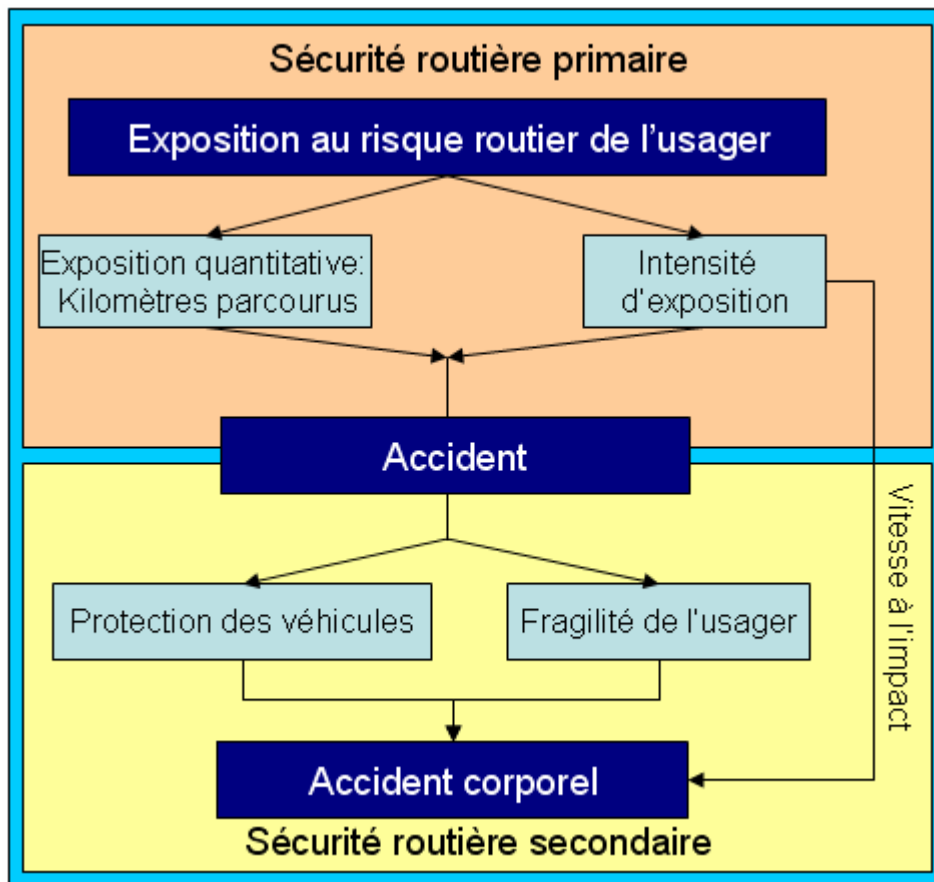 Sécurité routière primaire
Exposition au risque routier de l'usager
Exposition quantitative:
Kilomètres parcourus
Intensité
d'exposition
Accident
Protection des véhicules
Fragilité de l'usager
Vitesse à l'impact
Accident corporel
Sécurité routière secondaire